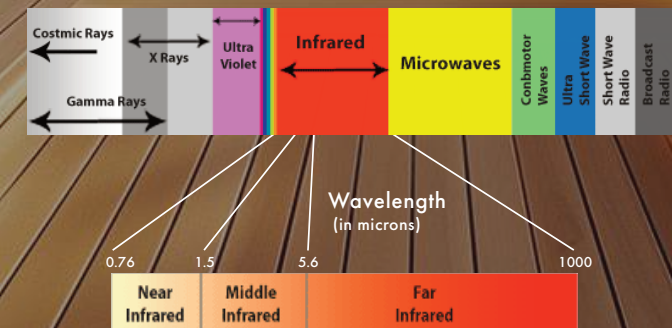 Costmic Rays
X Rays
Gamma Rays
Ultra
Violet
Infrared
Microwaves
Conbmotor
Waves
Ultra
Short Wave
Short Wave
Radio
Broadcast
Radio
Wavelength
(in microns)
0.76
1.5
5.6
1000
Near
Infrared
Middle
Infrared
Far
Infrared